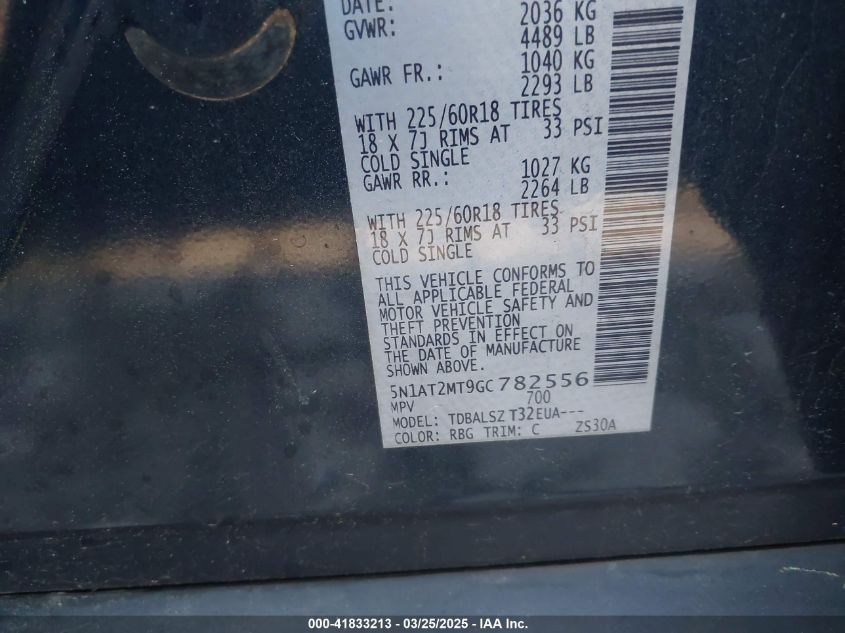 DATE:
GVWR: 2036 KG
4489 LB
GAWR FR.: 1040 KG
2293 LB
WITH 225/60R18 TIRES
18 X 7J RIMS AT 33 PSI
COLD SINGLE
GAWR RR.: 1027 KG
2264 LB
WITH 225/60R18 TIRES
18 X 7J RIMS AT 33 PSI
COLD SINGLE
THIS VEHICLE CONFORMS TO
ALL APPLICABLE FEDERAL
MOTOR VEHICLE SAFETY AND
THEFT PREVENTION
STANDARDS IN EFFECT ON
THE DATE OF MANUFACTURE
SHOWN ABOVE.
5N1AT2MT9GC782556
MPV 700
MODEL: TDBALSZ T32EUA---
COLOR: RBG TRIM: C ZS30A
000-41833213 - 03/25/2025 - IAA Inc.